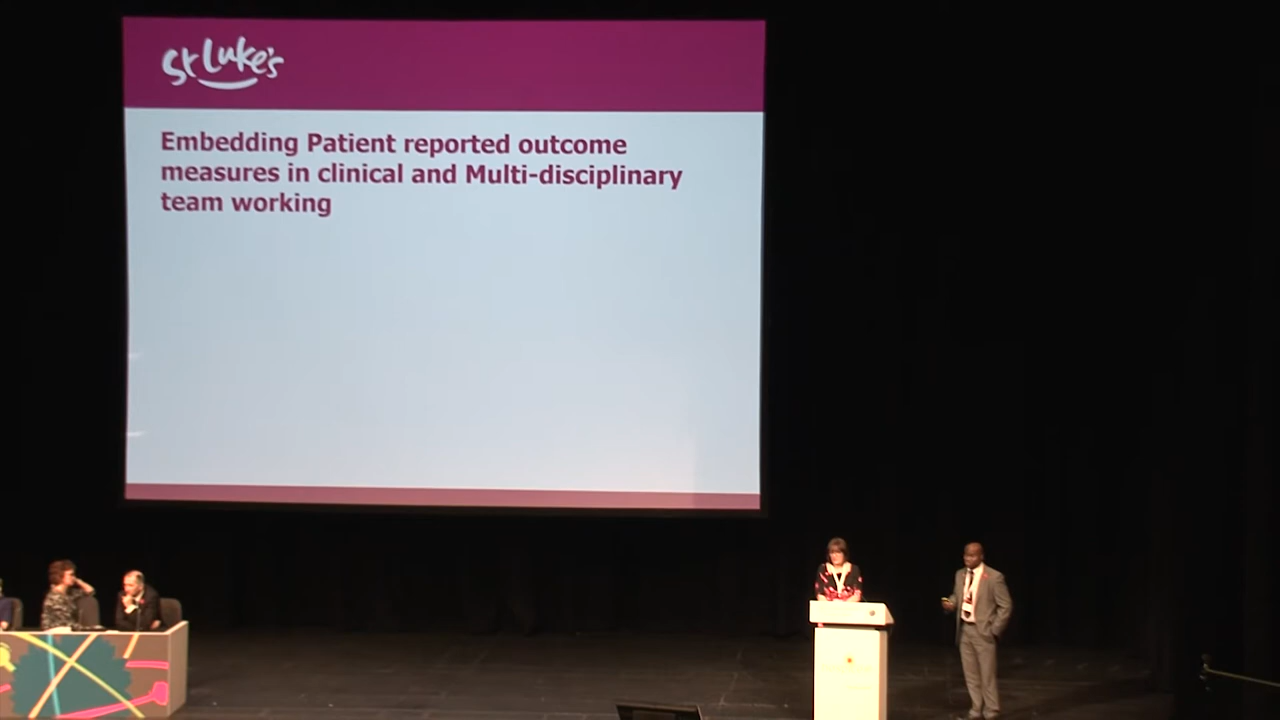 St Luke's
Embedding Patient reported outcome
measures in clinical and Multi-disciplinary
team working